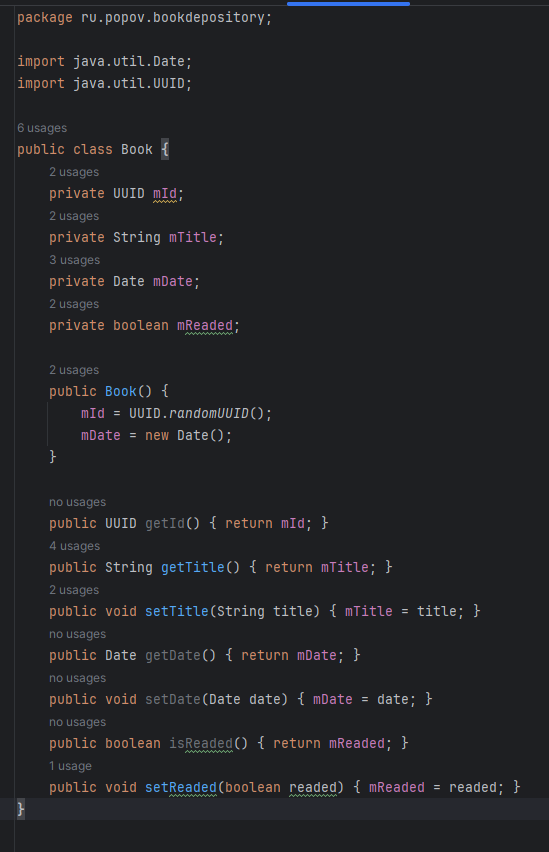 package ru.popov.bookdepository;
import java.util.Date;
import java.util.UUID;
6 usages
public class Book {
2 usages
private UUID mId;
2 usages
private String mTitle;
3 usages
private Date mDate;
2 usages
private boolean mReaded;
2 usages
public Book() {
mId = UUID.randomUUID();
mDate = new Date();
}
no usages
public UUID getId() { return mId; }
4 usages
public String getTitle() { return mTitle; }
2 usages
public void setTitle(String title) { mTitle = title; }
no usages
public Date getDate() { return mDate; }
no usages
public void setDate(Date date) { mDate = date; }
no usages
public boolean isReaded() { return mReaded; }
1 usage
public void setReaded(boolean readed) { mReaded = readed; }
}